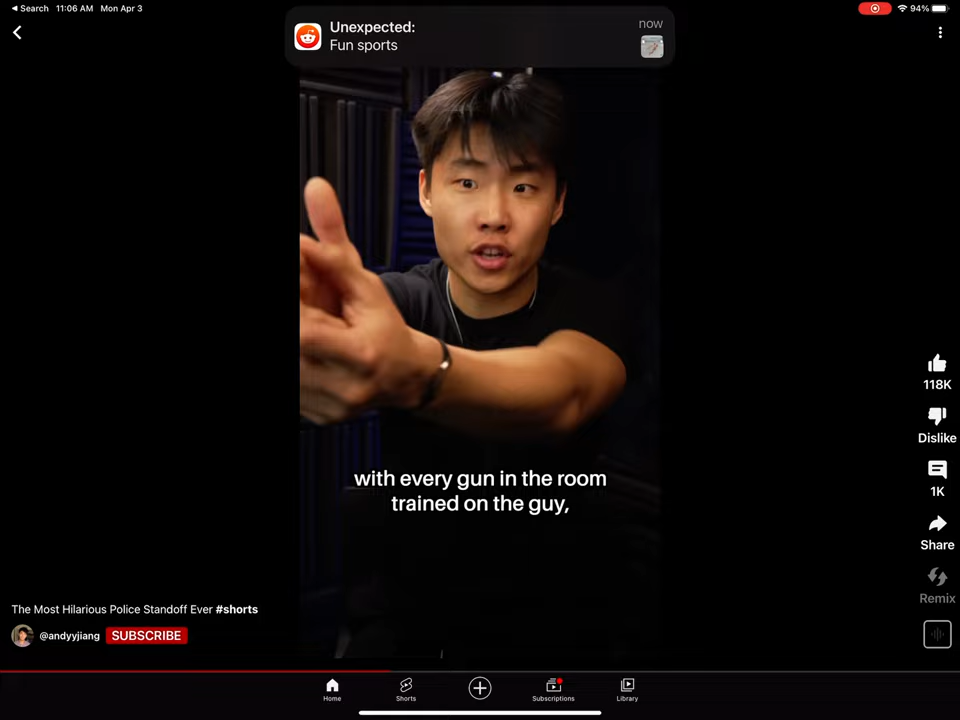 Search 11:06 AM Mon Apr 3
94%
Unexpected:
Fun sports
now
with every gun in the room
trained on the guy,
118K
Dislike
1K
Share
Remix
The Most Hilarious Police Standoff Ever #shorts
@andyyjiang SUBSCRIBE
Home
Shorts
Subscriptions
Library